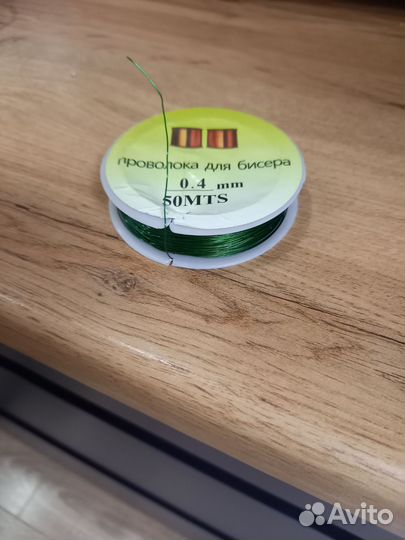 проволока для бисера
0.4 mm
50MTS
Avito